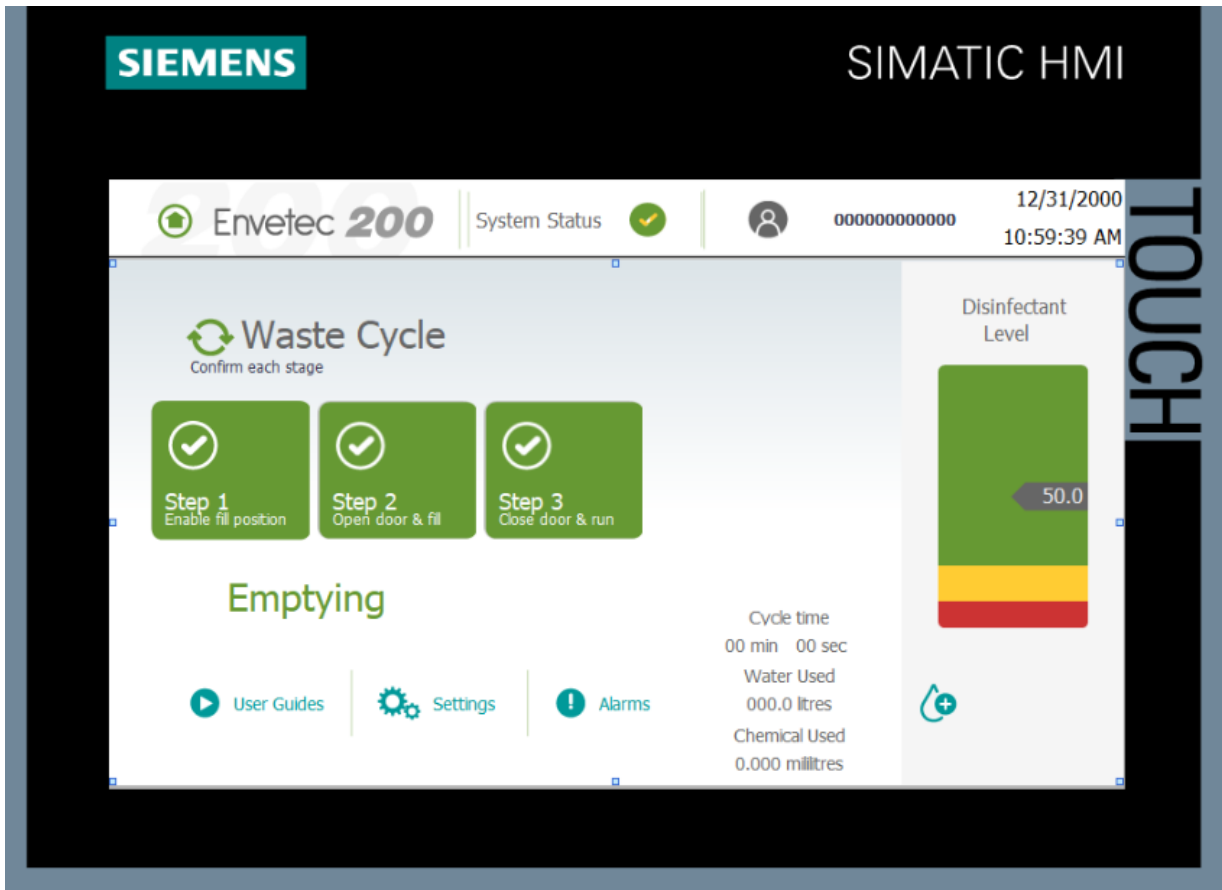 SIEMENS
SIMATIC HMI
TOUCH
200
Envetec 200
System Status
000000000000
12/31/2000
10:59:39 AM
Waste Cycle
Confirm each stage
Step 1
Enable fill position
Step 2
Open door & fill
Step 3
Close door & run
Disinfectant
Level
50.0
Emptying
Cycle time
00 min 00 sec
Water Used
000.0 litres
Chemical Used
0.000 mililtres
User Guides
Settings
Alarms